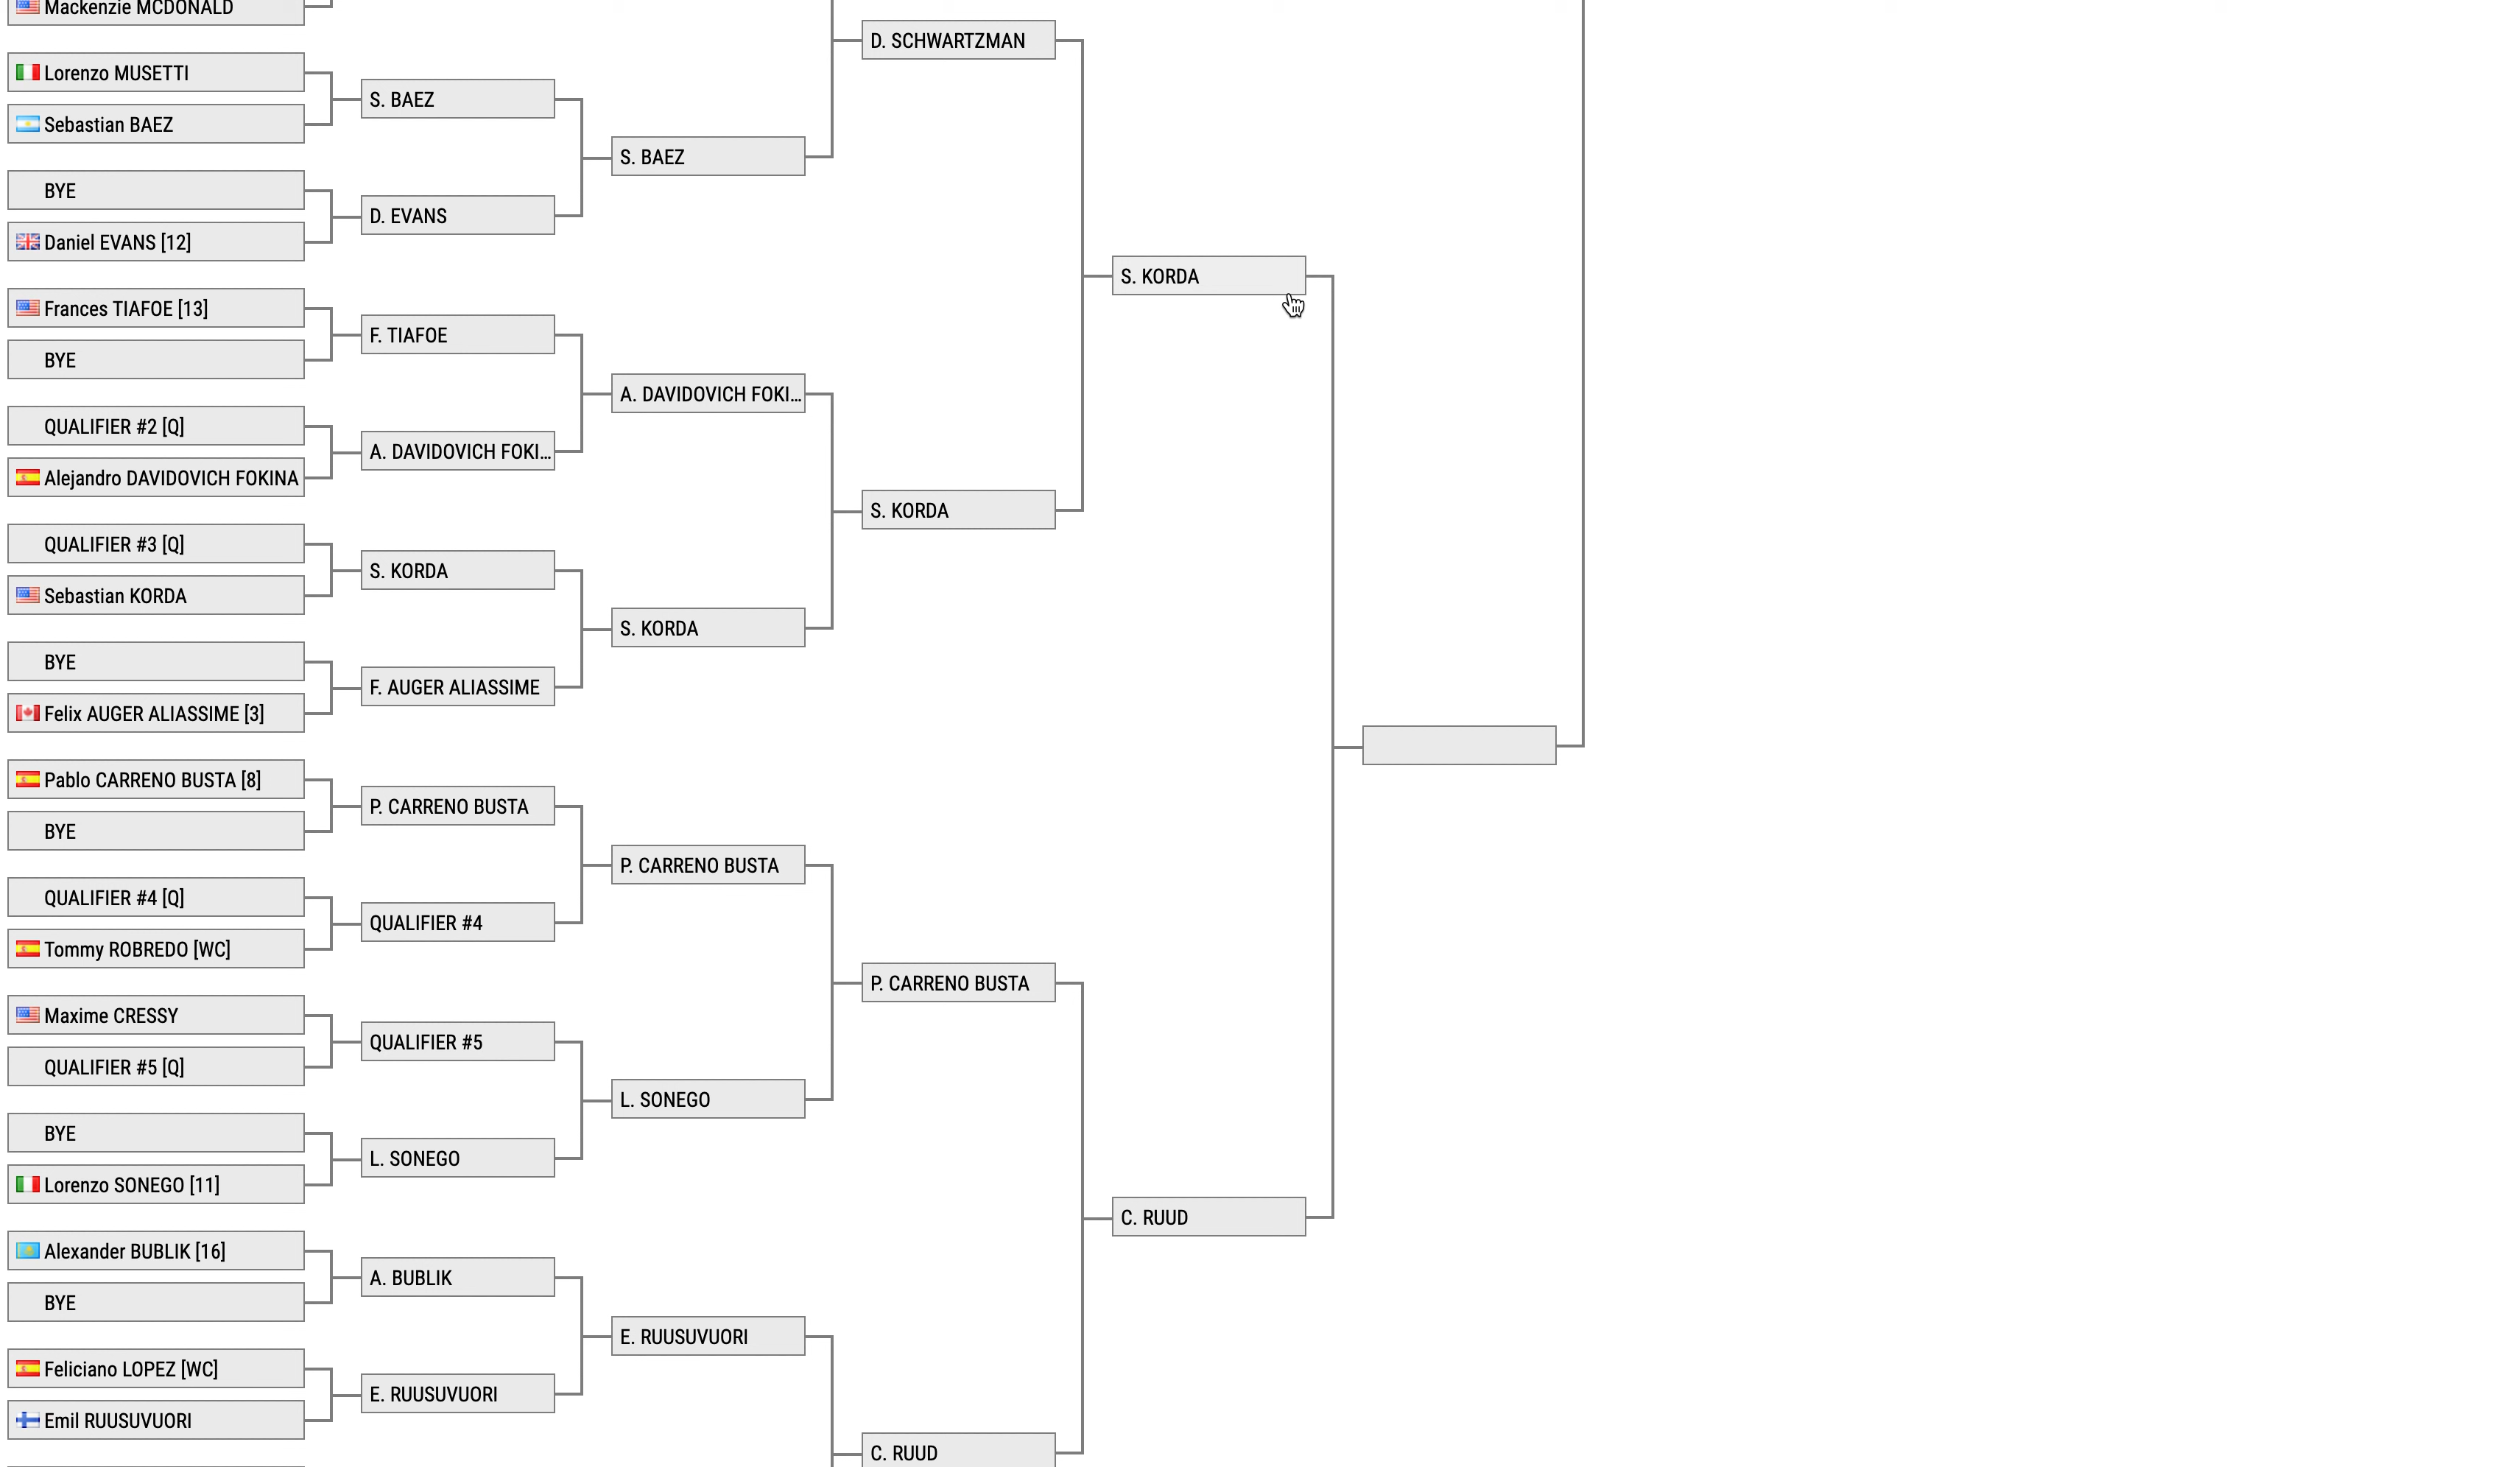 Mackenzie MCDONALD
Lorenzo MUSETTI
Sebastian BAEZ
BYE
Daniel EVANS [12]
Frances TIAFOE [13]
BYE
QUALIFIER #2 [Q]
Alejandro DAVIDOVICH FOKINA
QUALIFIER #3 [Q]
Sebastian KORDA
BYE
Felix AUGER ALIASSIME [3]
Pablo CARRENO BUSTA [8]
BYE
QUALIFIER #4 [Q]
Tommy ROBREDO [WC]
Maxime CRESSY
QUALIFIER #5 [Q]
BYE
Lorenzo SONEGO [11]
Alexander BUBLIK [16]
BYE
Feliciano LOPEZ [WC]
Emil RUUSUVUORI
S. BAEZ
D. EVANS
F. TIAFOE
A. DAVIDOVICH FOKI...
S. KORDA
F. AUGER ALIASSIME
P. CARRENO BUSTA
QUALIFIER #4
QUALIFIER #5
L. SONEGO
A. BUBLIK
E. RUUSUVUORI
S. BAEZ
A. DAVIDOVICH FOKI...
S. KORDA
P. CARRENO BUSTA
L. SONEGO
E. RUUSUVUORI
D. SCHWARTZMAN
S. KORDA
P. CARRENO BUSTA
C. RUUD
S. KORDA
C. RUUD